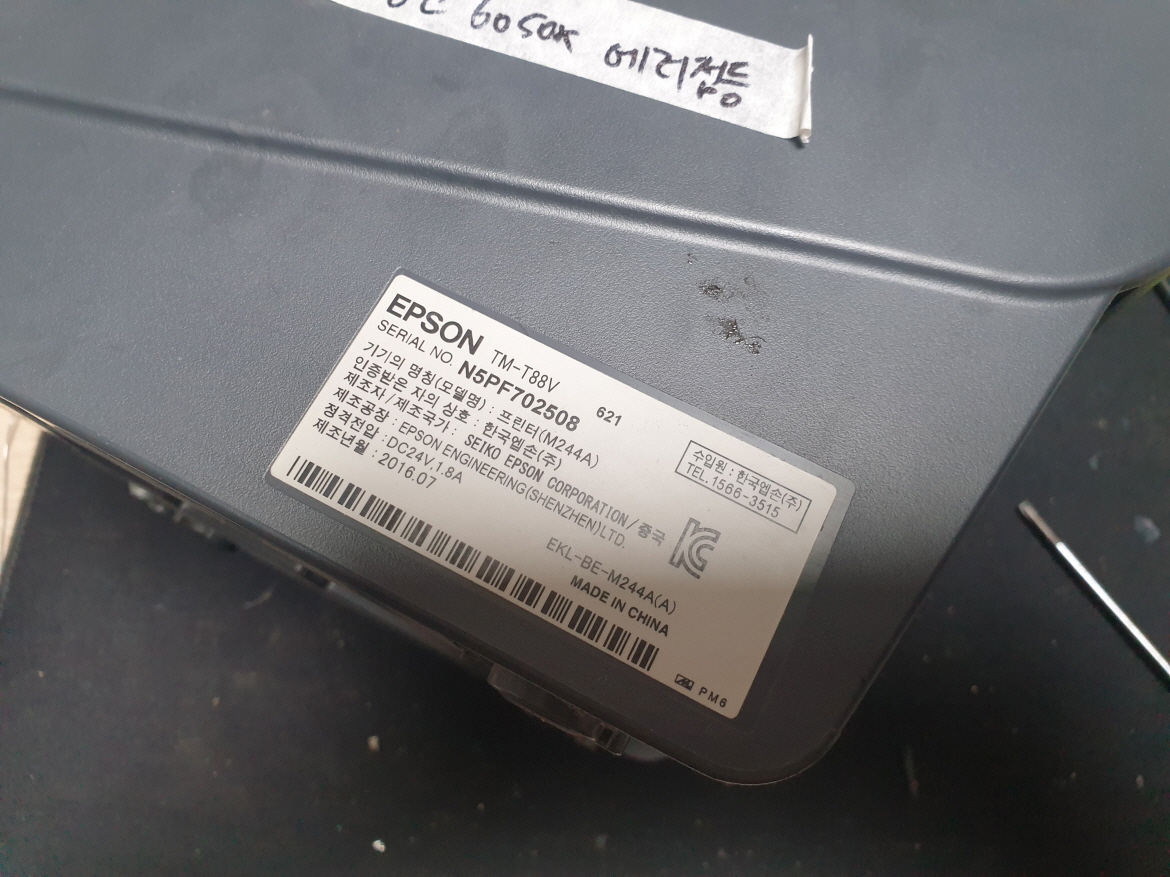 6050K 에러점등
EPSON TM-T88V 621
SERIAL NO. N5PF702508
기기의 명칭(모델명) : 프린터(M244A)
인증받은 자의 상호 : 한국엡손(주)
제조자/제조국가 : SEIKO EPSON CORPORATION/중국
제조공장 : EPSON ENGINEERING(SHENZHEN)LTD.
정격전압 : DC24V,1.8A
제조년월 : 2016.07
수입원 : 한국엡손(주)
TEL.1566-3515
EKL-BE-M244A(A)
MADE IN CHINA
PM6